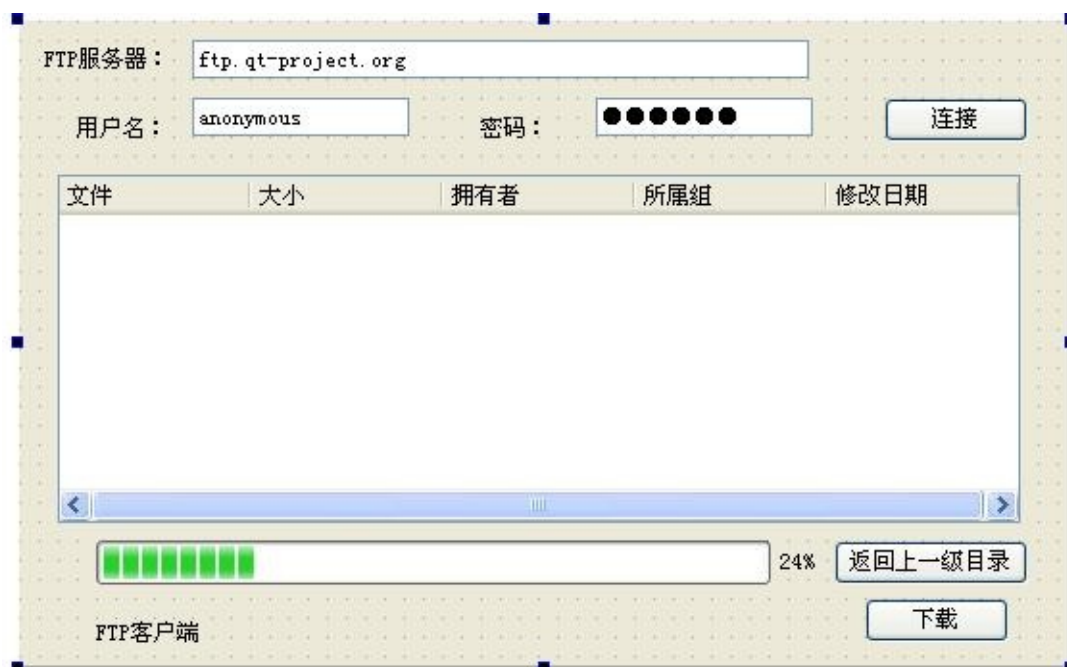 FTP服务器： ftp.qt-project.org
用户名： anonymous 密码： ●●●●●● 连接
文件 大小 拥有者 所属组 修改日期
24% 返回上一级目录
下载
FTP客户端